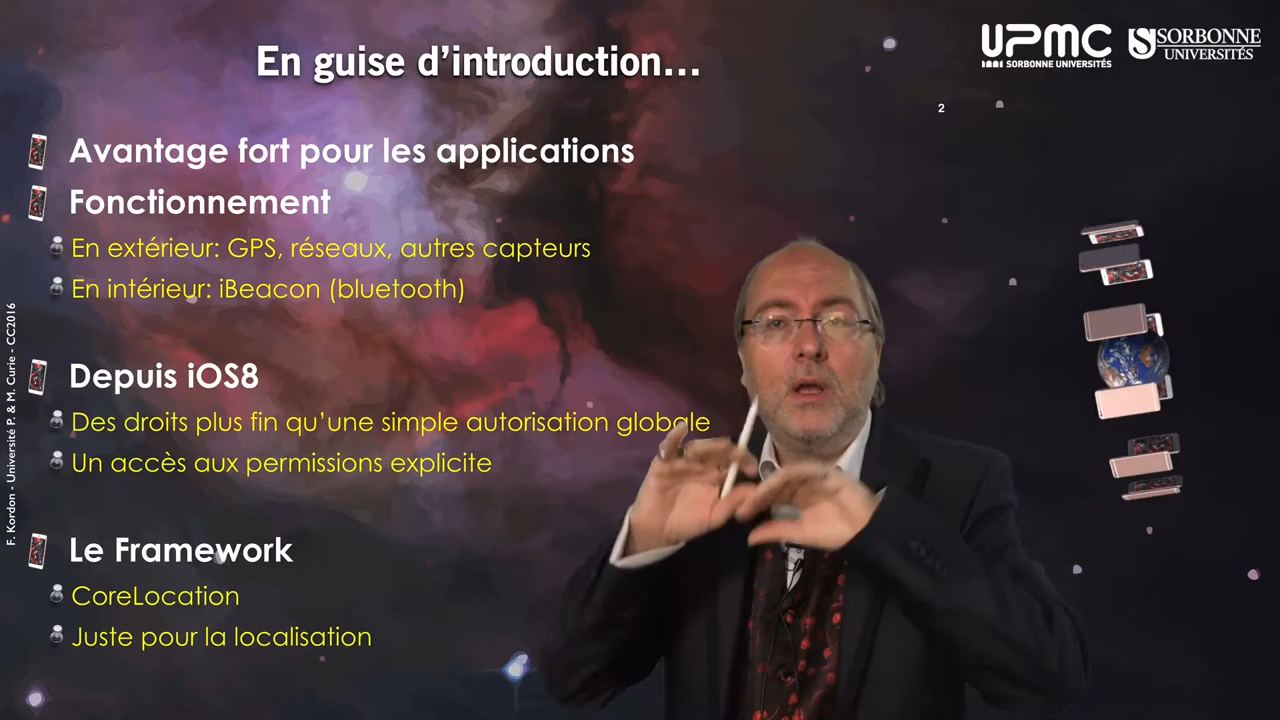 En guise d'introduction...
UPMC
SORBONNE UNIVERSITÉS
SORBONNE
UNIVERSITÉS
2
Avantage fort pour les applications
Fonctionnement
En extérieur: GPS, réseaux, autres capteurs
En intérieur: iBeacon (bluetooth)
Depuis iOS8
Des droits plus fin qu'une simple autorisation globale
Un accès aux permissions explicite
Le Framework
CoreLocation
Juste pour la localisation
F. Kordon - Université P. & M. Curie - CC2016